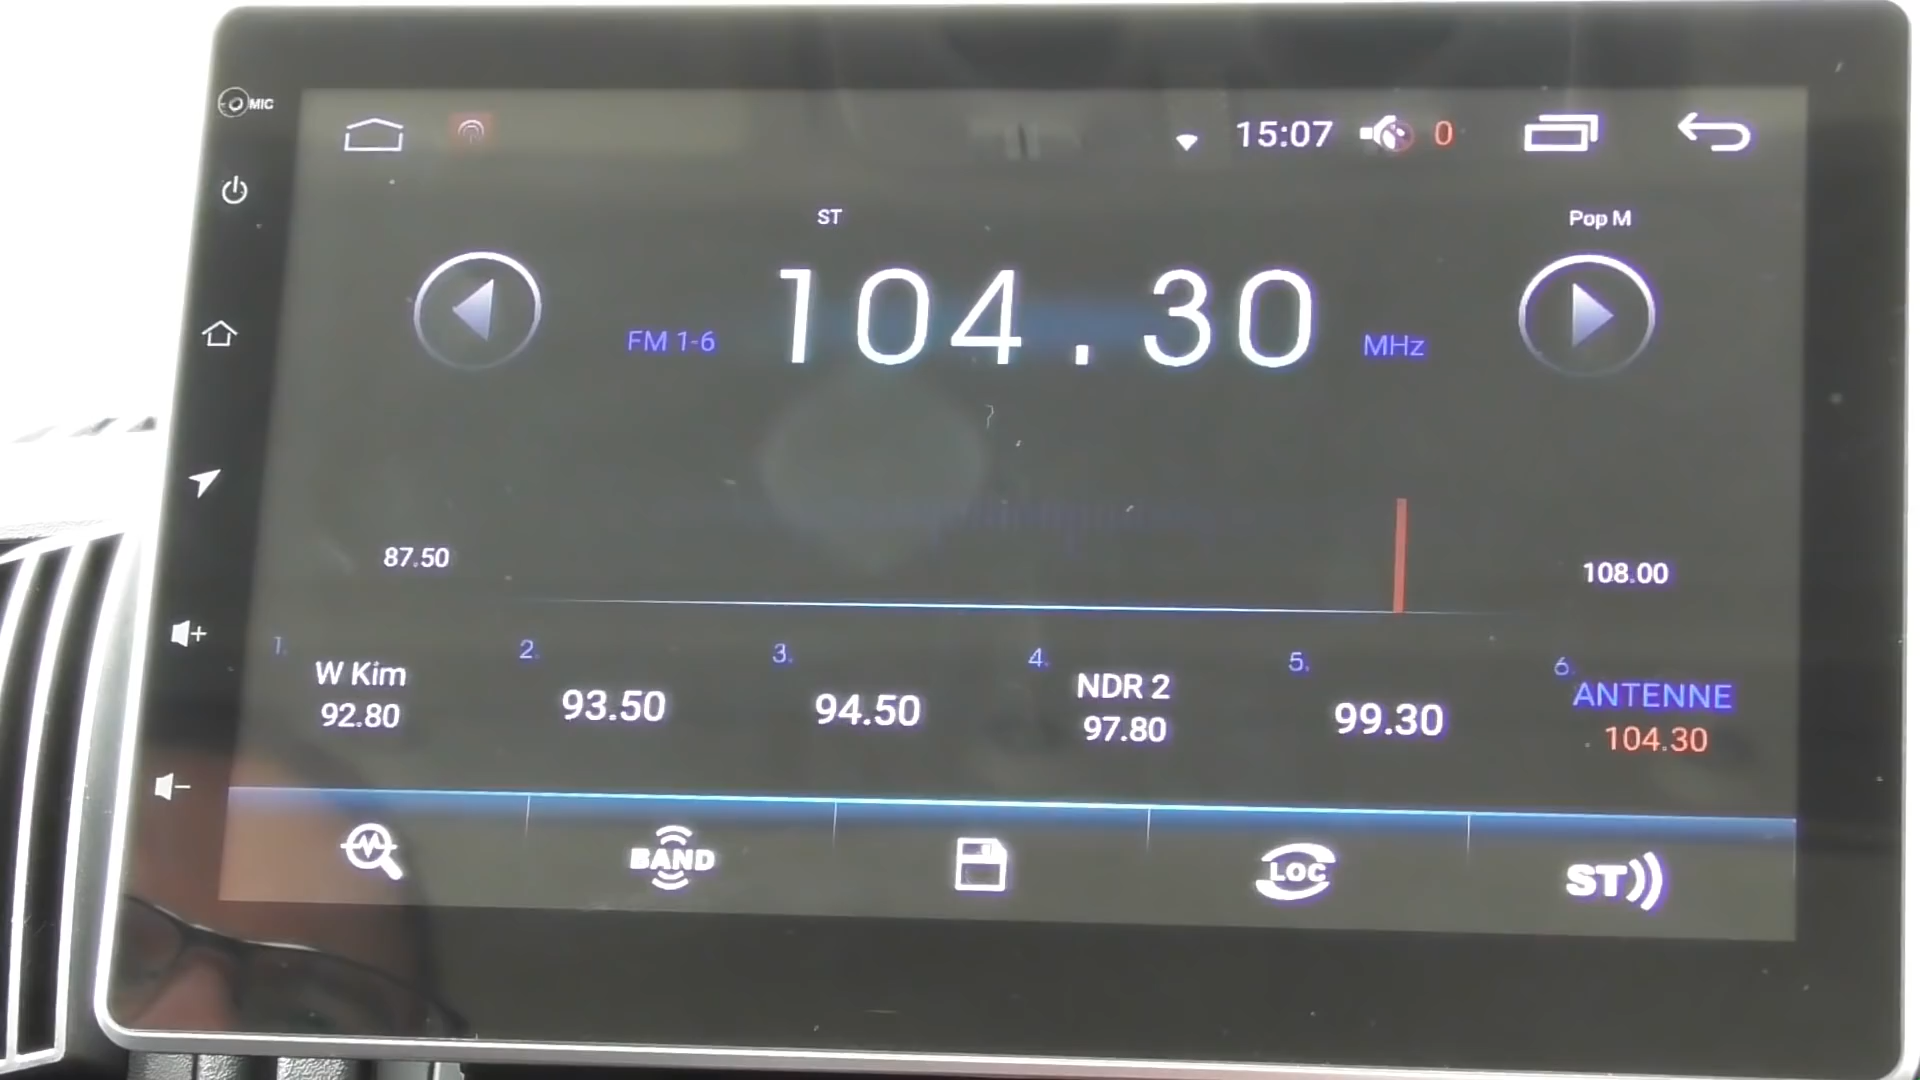 MIC
15:07 0
ST
Pop M
FM 1-6 104.30 MHz
87.50
108.00
1. W Kim
92.80
2. 93.50
3. 94.50
4. NDR 2
97.80
5. 99.30
6. ANTENNE
104.30
BAND
LOC
ST